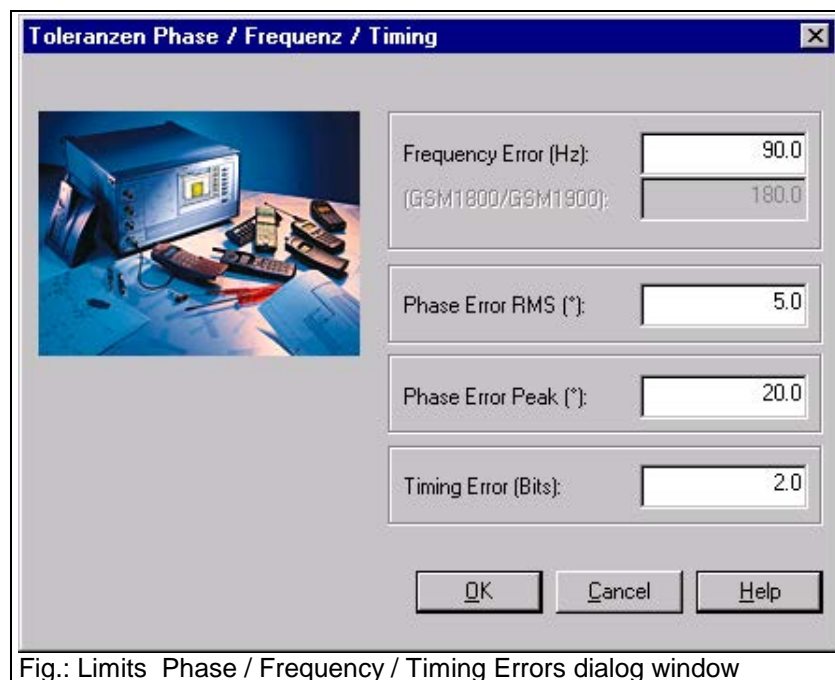 Toleranzen Phase / Frequenz / Timing
Frequency Error (Hz): 90.0
(GSM1800/GSM1900): 180.0
Phase Error RMS (°): 5.0
Phase Error Peak (°): 20.0
Timing Error (Bits): 2.0
OK Cancel Help
Fig.: Limits Phase / Frequency / Timing Errors dialog window